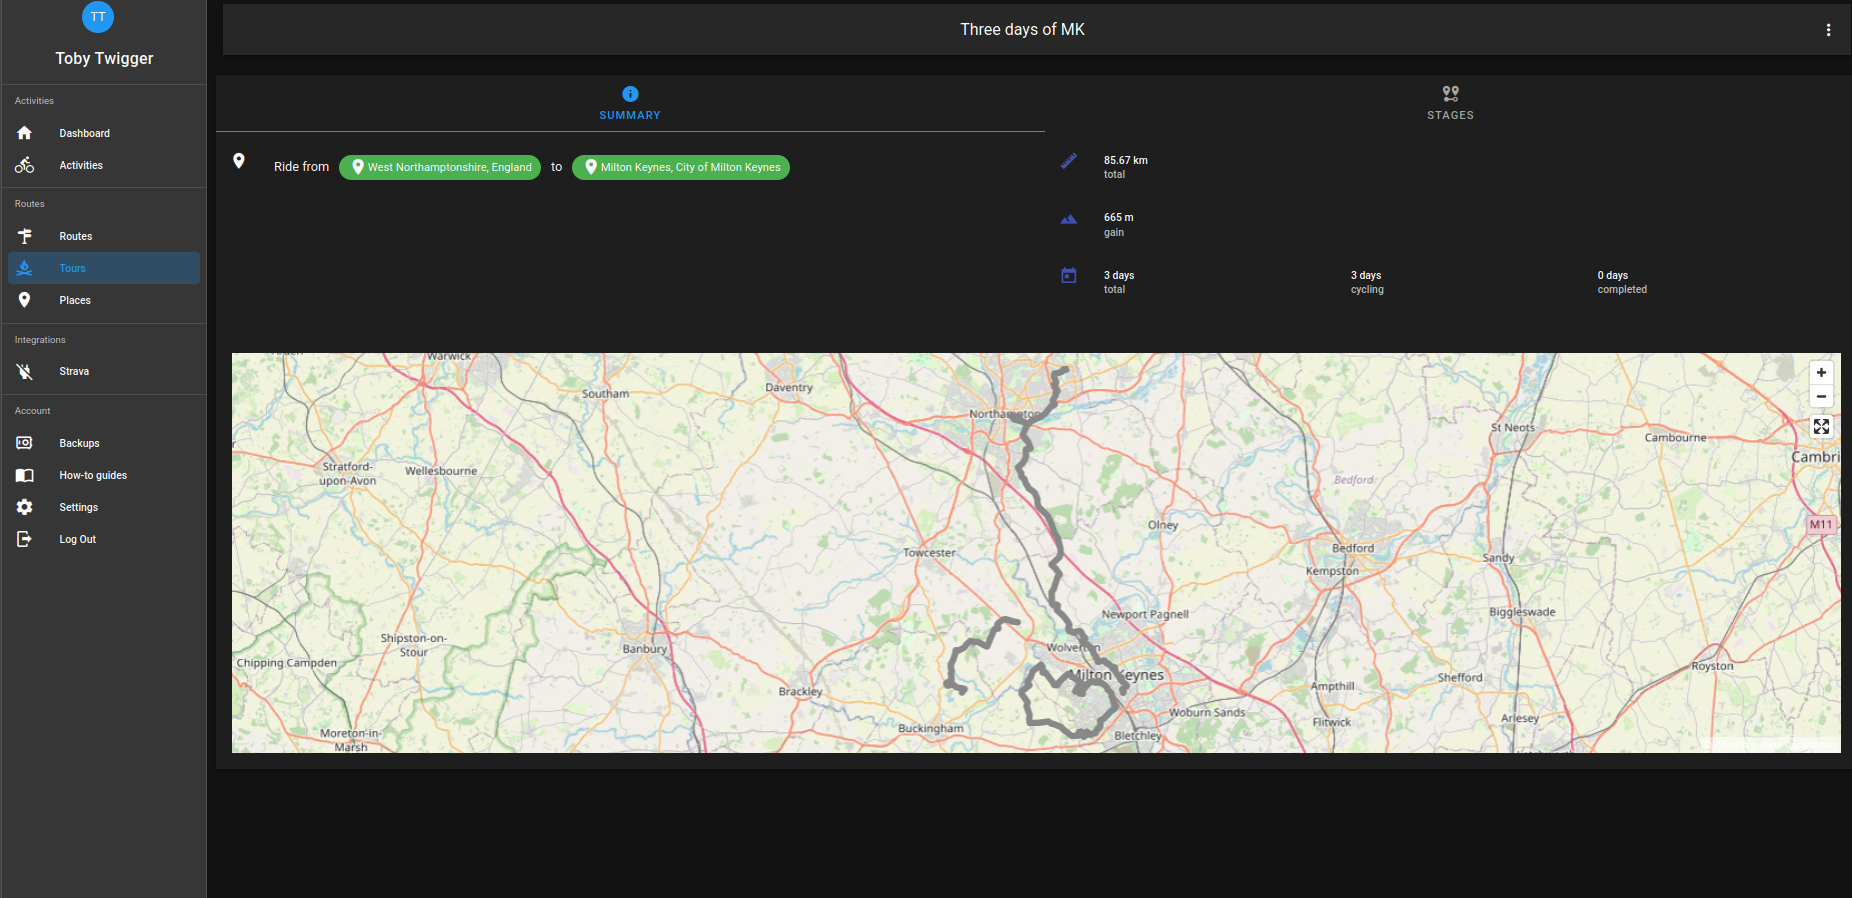 TT
Toby Twigger
Activities
Dashboard
Activities
Routes
Routes
Tours
Places
Integrations
Strava
Account
Backups
How-to guides
Settings
Log Out
Three days of MK
SUMMARY
STAGES
Ride from West Northamptonshire, England to Milton Keynes, City of Milton Keynes
85.67 km
total
665 m
gain
3 days
total
3 days
cycling
0 days
completed
Warwick
Southam
Daventry
Northampton
St Neots
Cambourne
Cambri
Stratford-
upon-Avon
Wellesbourne
Bedford
Olney
M11
Towcester
Bedford
Kempston
Sandy
Newport Pagnell
Biggleswade
Shipston-on-
Stour
Banbury
Wolverton
Chipping Campden
Royston
Milton Keynes
Shefford
Brackley
Ampthill
Woburn Sands
Flitwick
Arlesey
Buckingham
Bletchley
Moreton-in-
Marsh
+
−